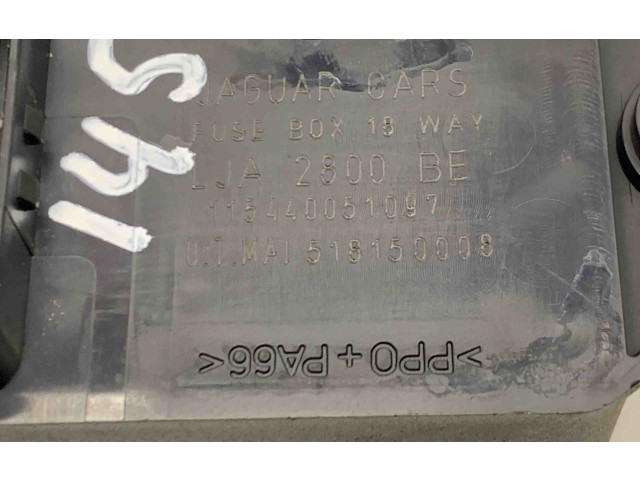 145
JAGUAR CARS
FUSE BOX 18 WAY
LJA 2800 BE
115440051097
U.T.MAI 518150008
>PPO+PA66<